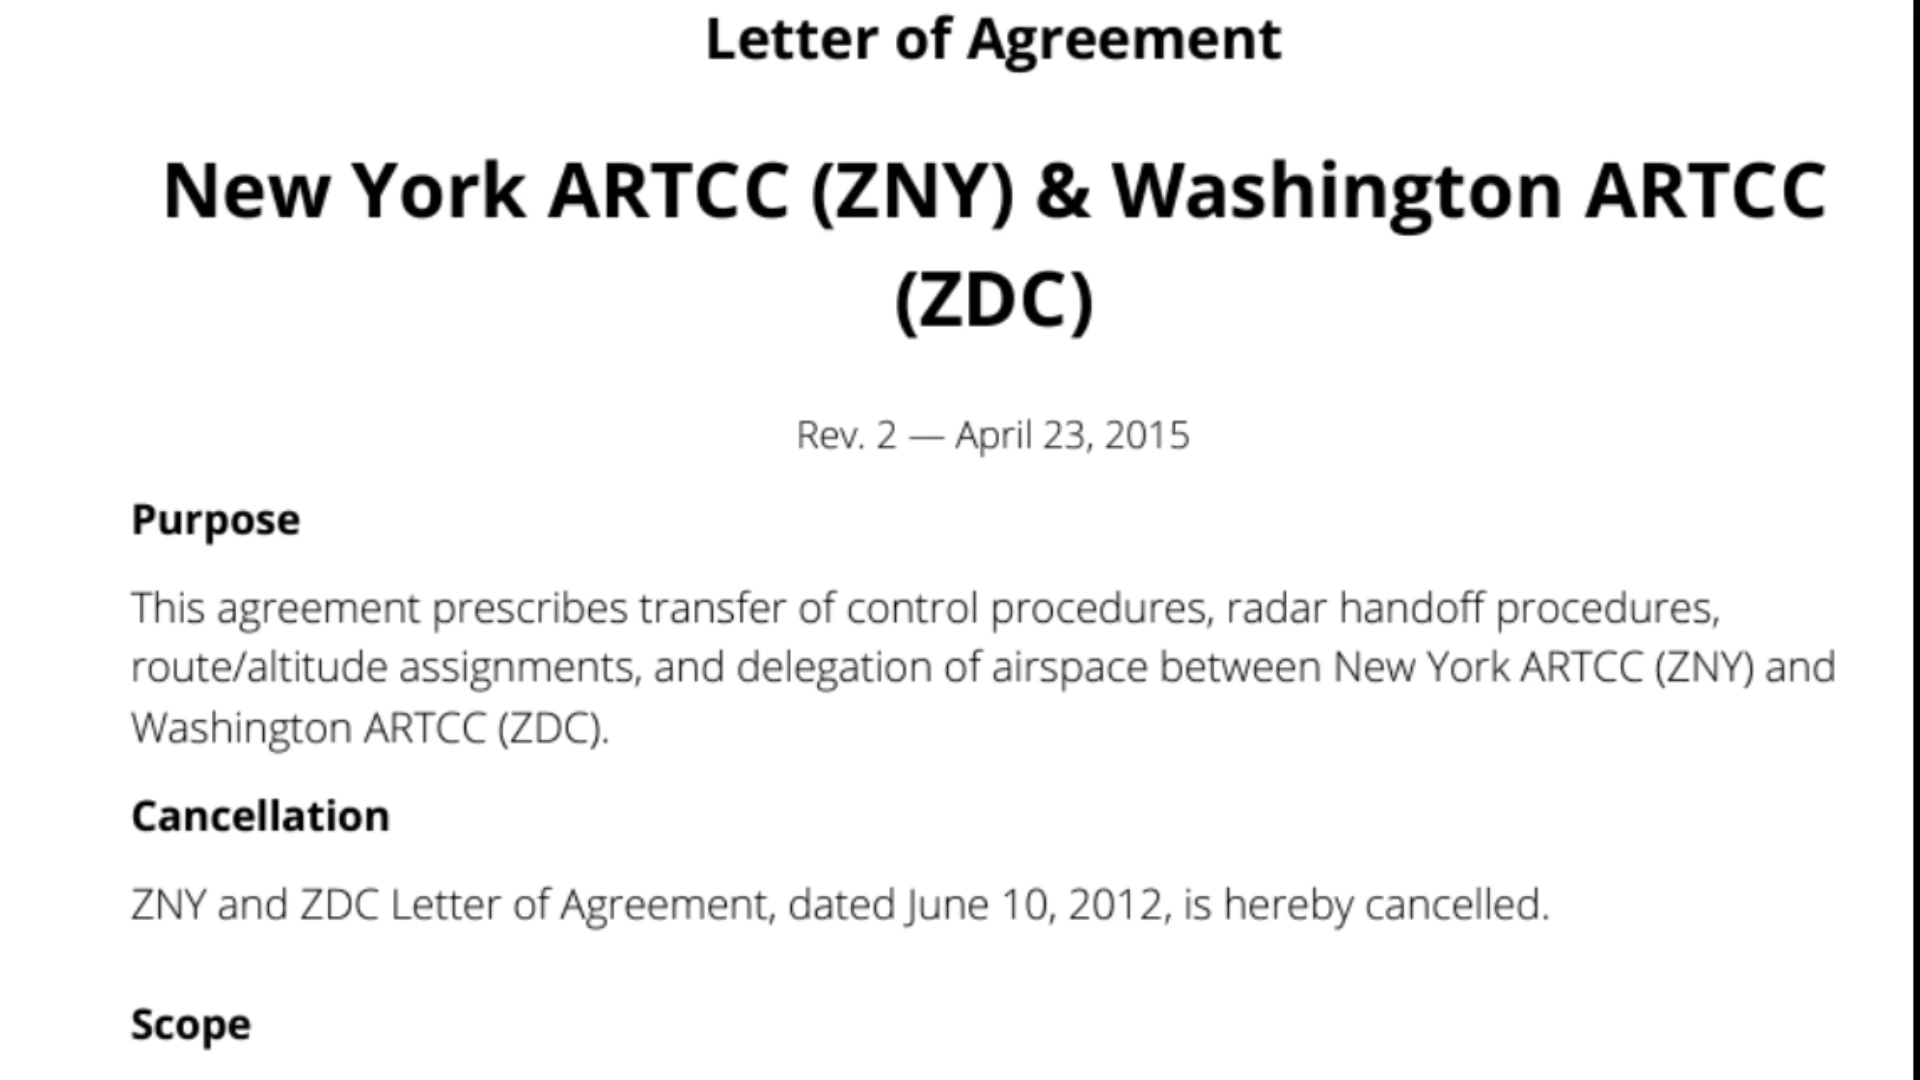 Letter of Agreement
New York ARTCC (ZNY) & Washington ARTCC
(ZDC)
Rev. 2 — April 23, 2015
Purpose
This agreement prescribes transfer of control procedures, radar handoff procedures,
route/altitude assignments, and delegation of airspace between New York ARTCC (ZNY) and
Washington ARTCC (ZDC).
Cancellation
ZNY and ZDC Letter of Agreement, dated June 10, 2012, is hereby cancelled.
Scope